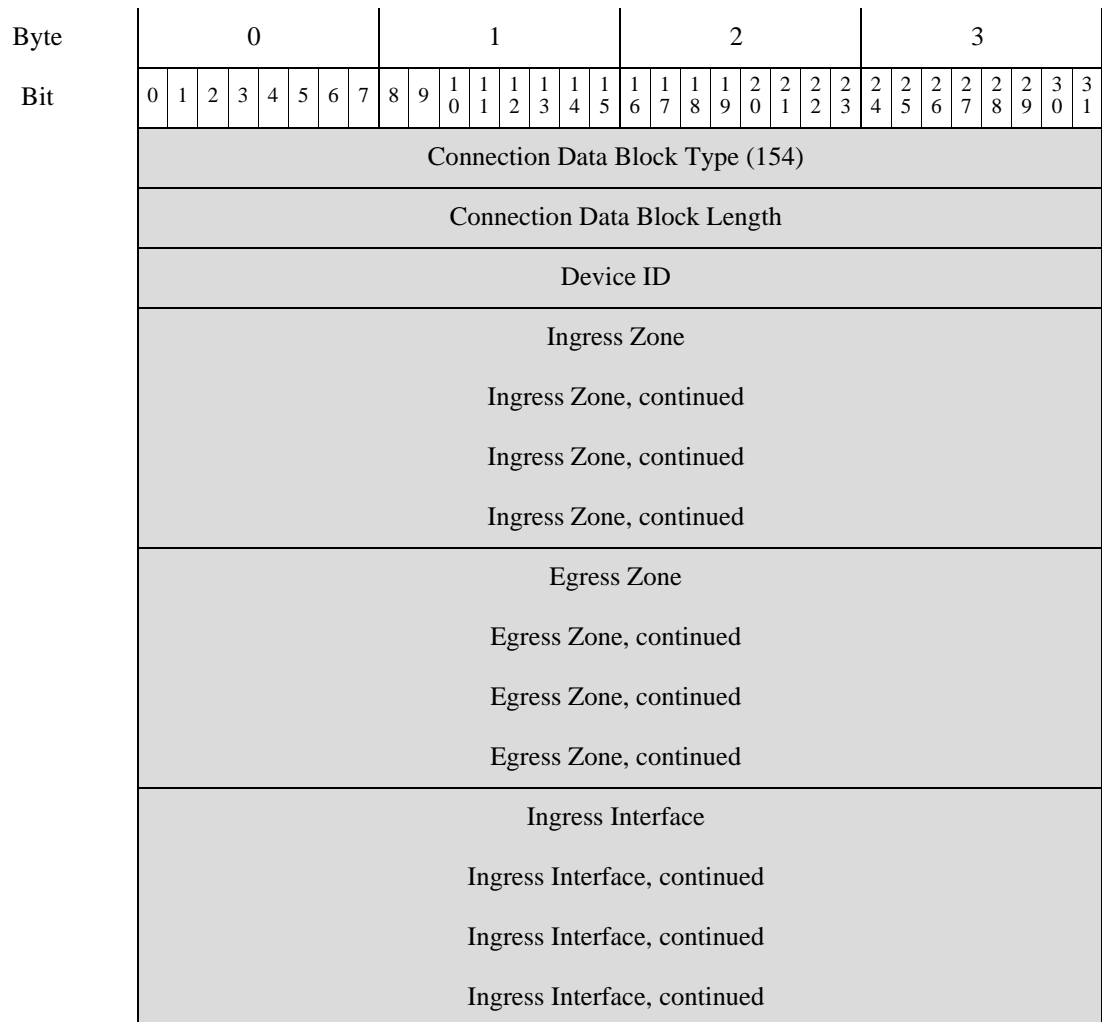 Byte 0 1 2 3
Bit 0 1 2 3 4 5 6 7 8 9 10 11 12 13 14 15 16 17 18 19 20 21 22 23 24 25 26 27 28 29 30 31
Connection Data Block Type (154)
Connection Data Block Length
Device ID
Ingress Zone
Ingress Zone, continued
Ingress Zone, continued
Ingress Zone, continued
Egress Zone
Egress Zone, continued
Egress Zone, continued
Egress Zone, continued
Ingress Interface
Ingress Interface, continued
Ingress Interface, continued
Ingress Interface, continued